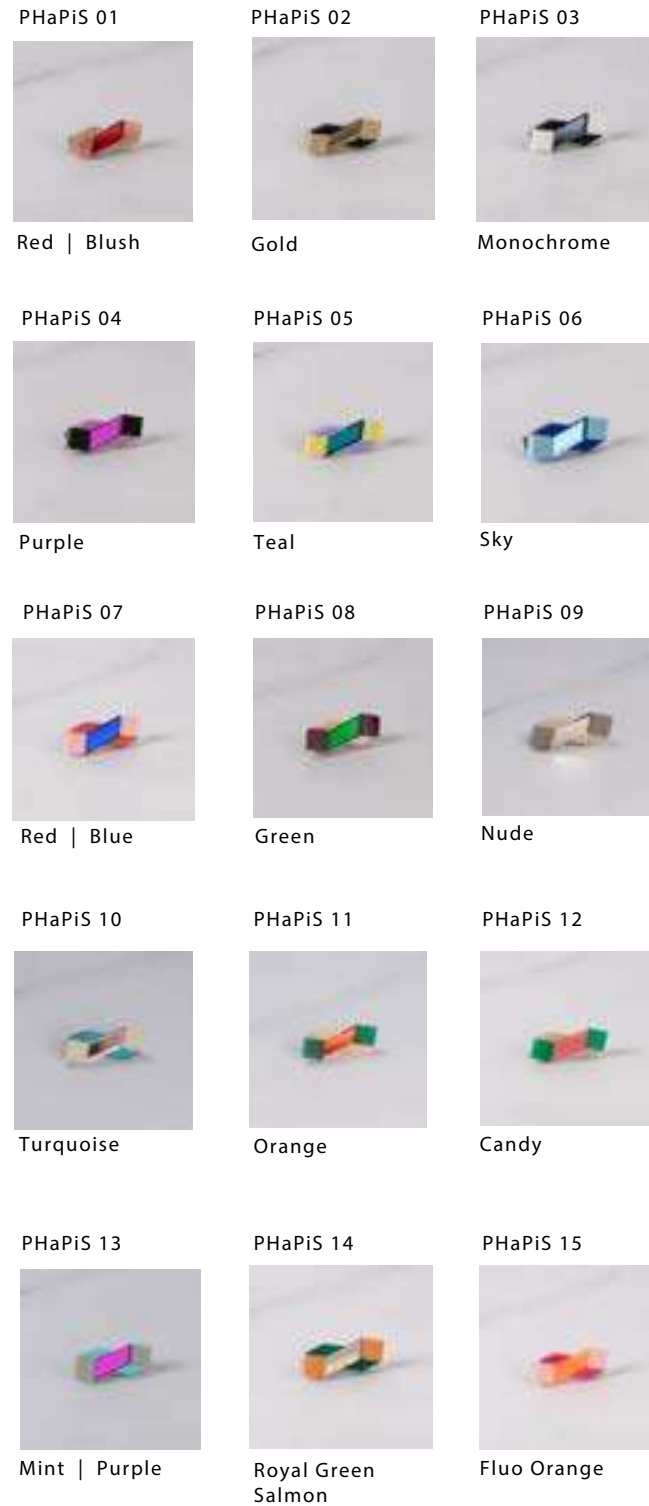 PHaPiS 01
PHaPiS 02
PHaPiS 03
Red | Blush
Gold
Monochrome
PHaPiS 04
PHaPiS 05
PHaPiS 06
Purple
Teal
Sky
PHaPiS 07
PHaPiS 08
PHaPiS 09
Red | Blue
Green
Nude
PHaPiS 10
PHaPiS 11
PHaPiS 12
Turquoise
Orange
Candy
PHaPiS 13
PHaPiS 14
PHaPiS 15
Mint | Purple
Royal Green
Salmon
Fluo Orange